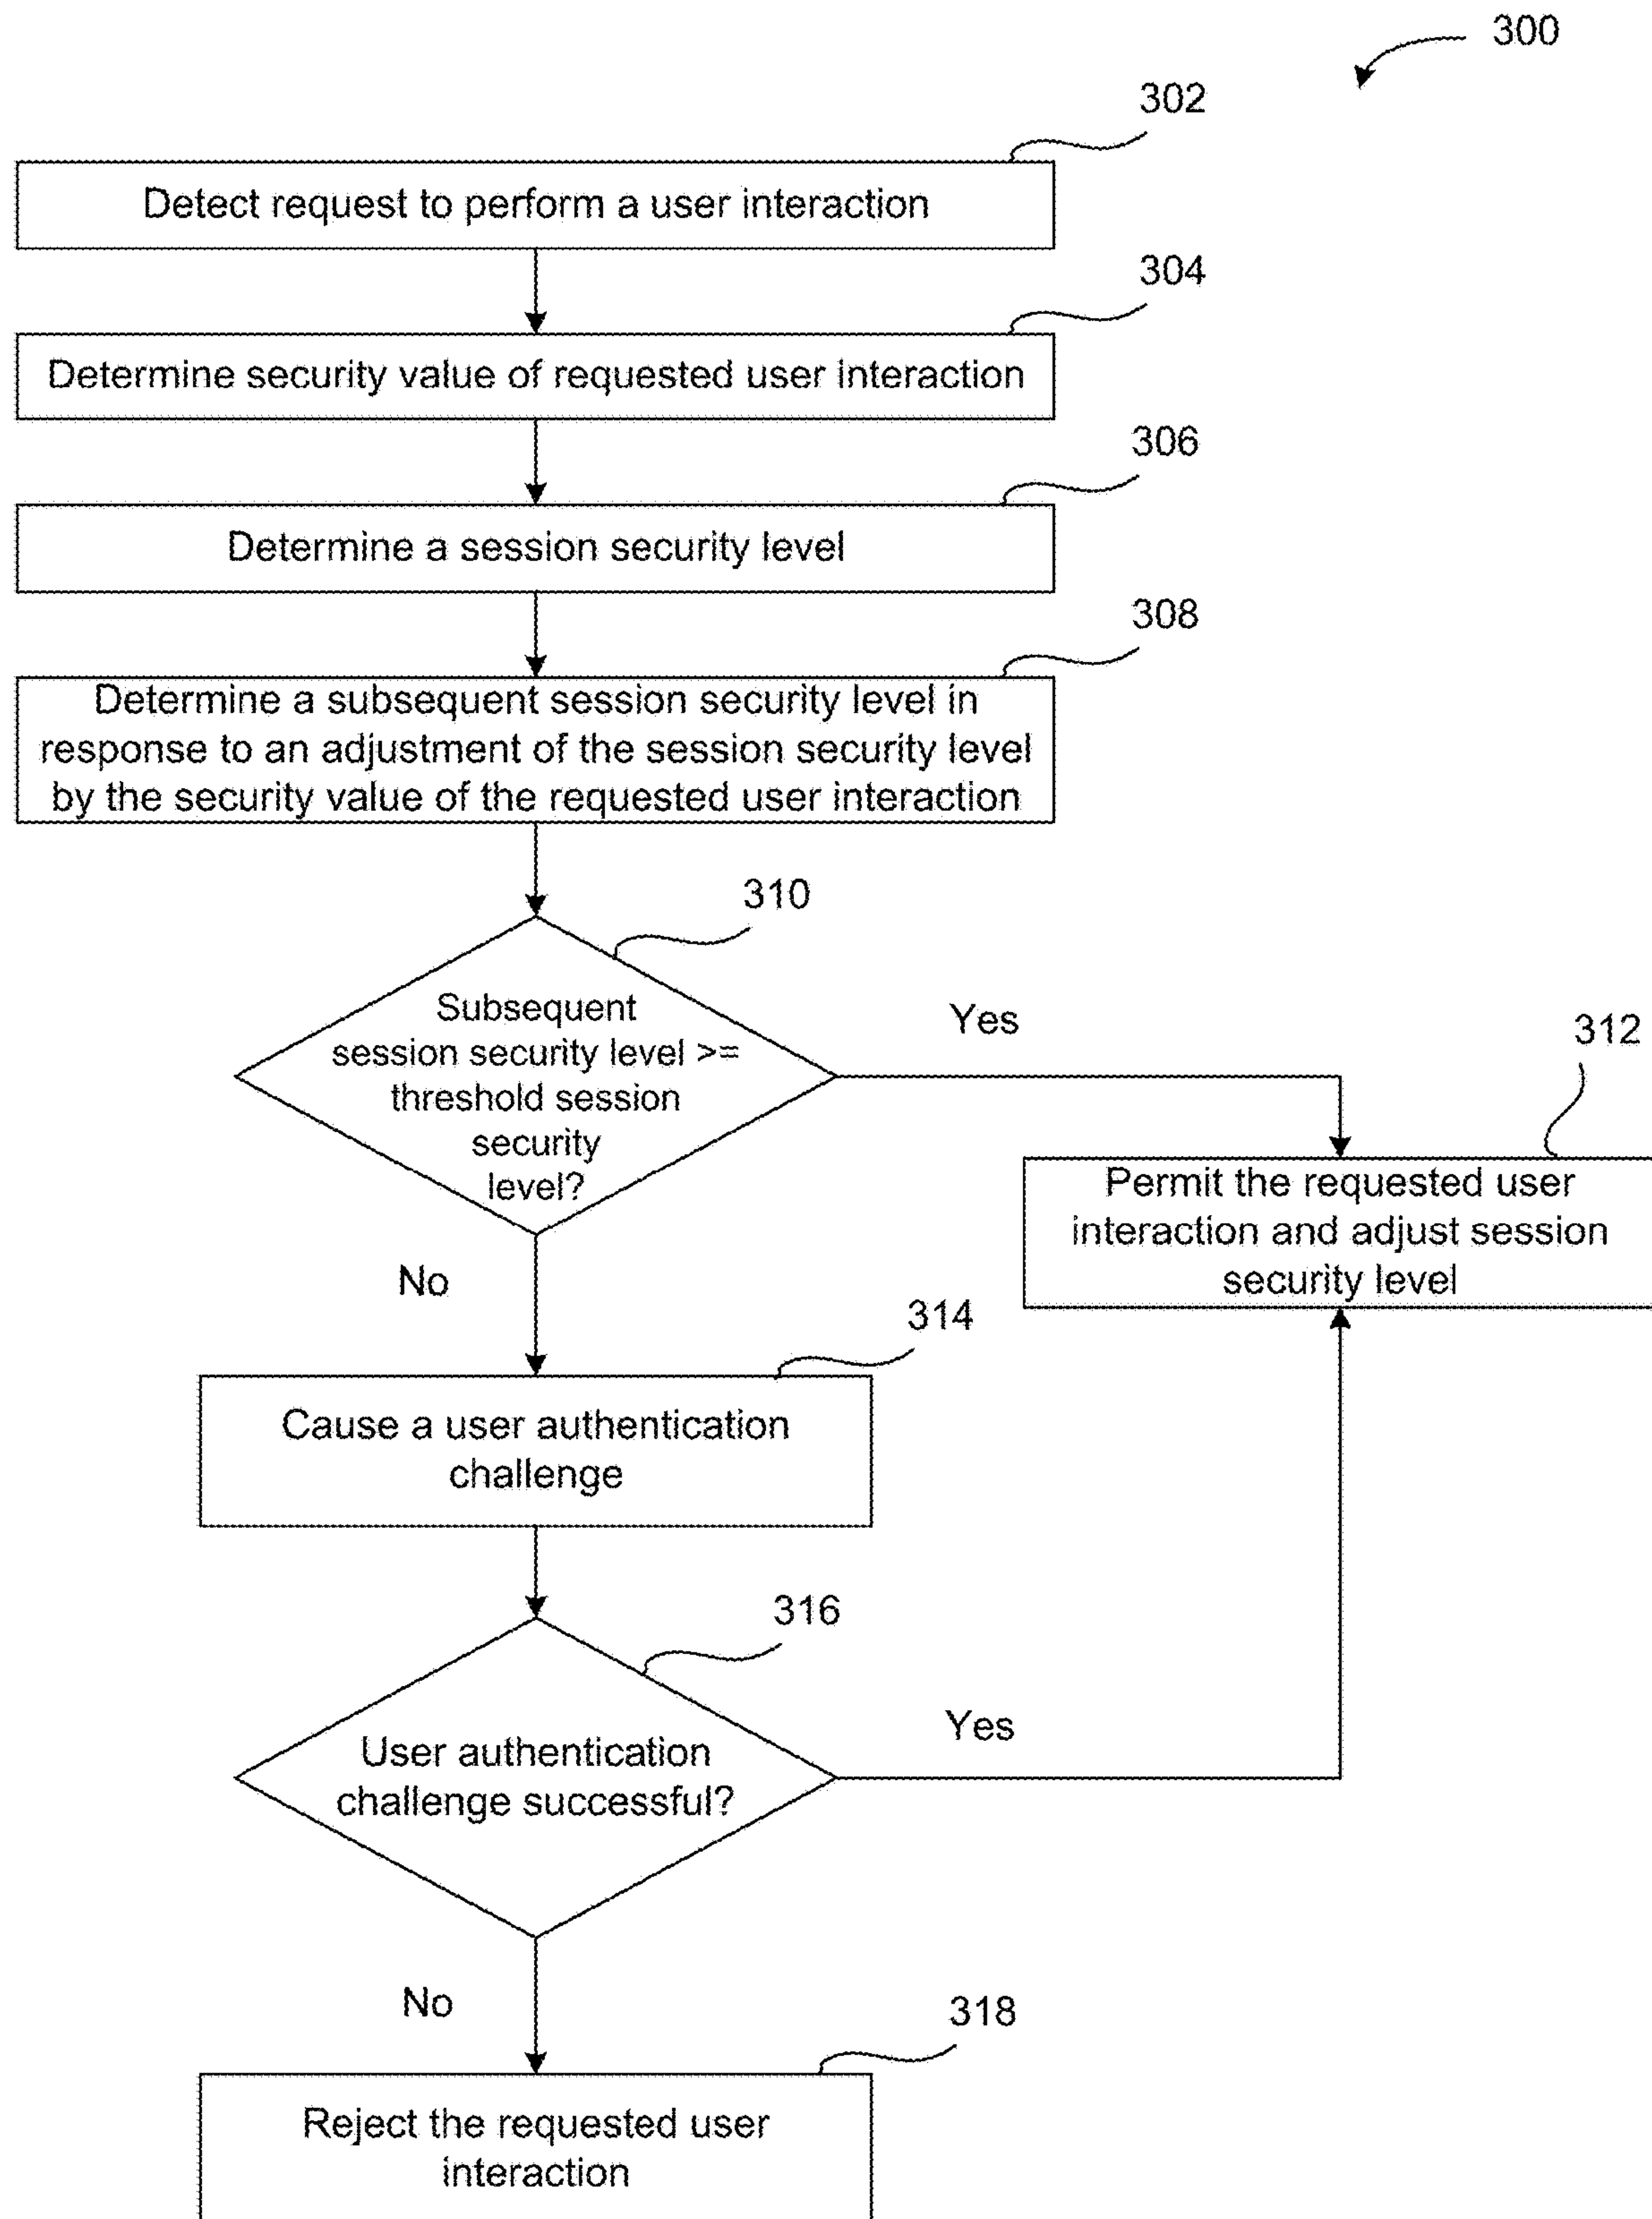 300
302
Detect request to perform a user interaction
304
Determine security value of requested user interaction
306
Determine a session security level
308
Determine a subsequent session security level in
response to an adjustment of the session security level
by the security value of the requested user interaction
310
Subsequent
session security level >=
threshold session
security
level?
Yes
312
Permit the requested user
interaction and adjust session
security level
No
314
Cause a user authentication
challenge
316
User authentication
challenge successful?
Yes
No
318
Reject the requested user
interaction